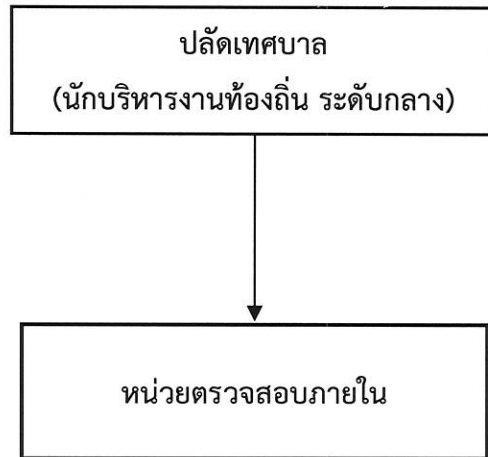 ปลัดเทศบาล
(นักบริหารงานท้องถิ่น ระดับกลาง)
หน่วยตรวจสอบภายใน